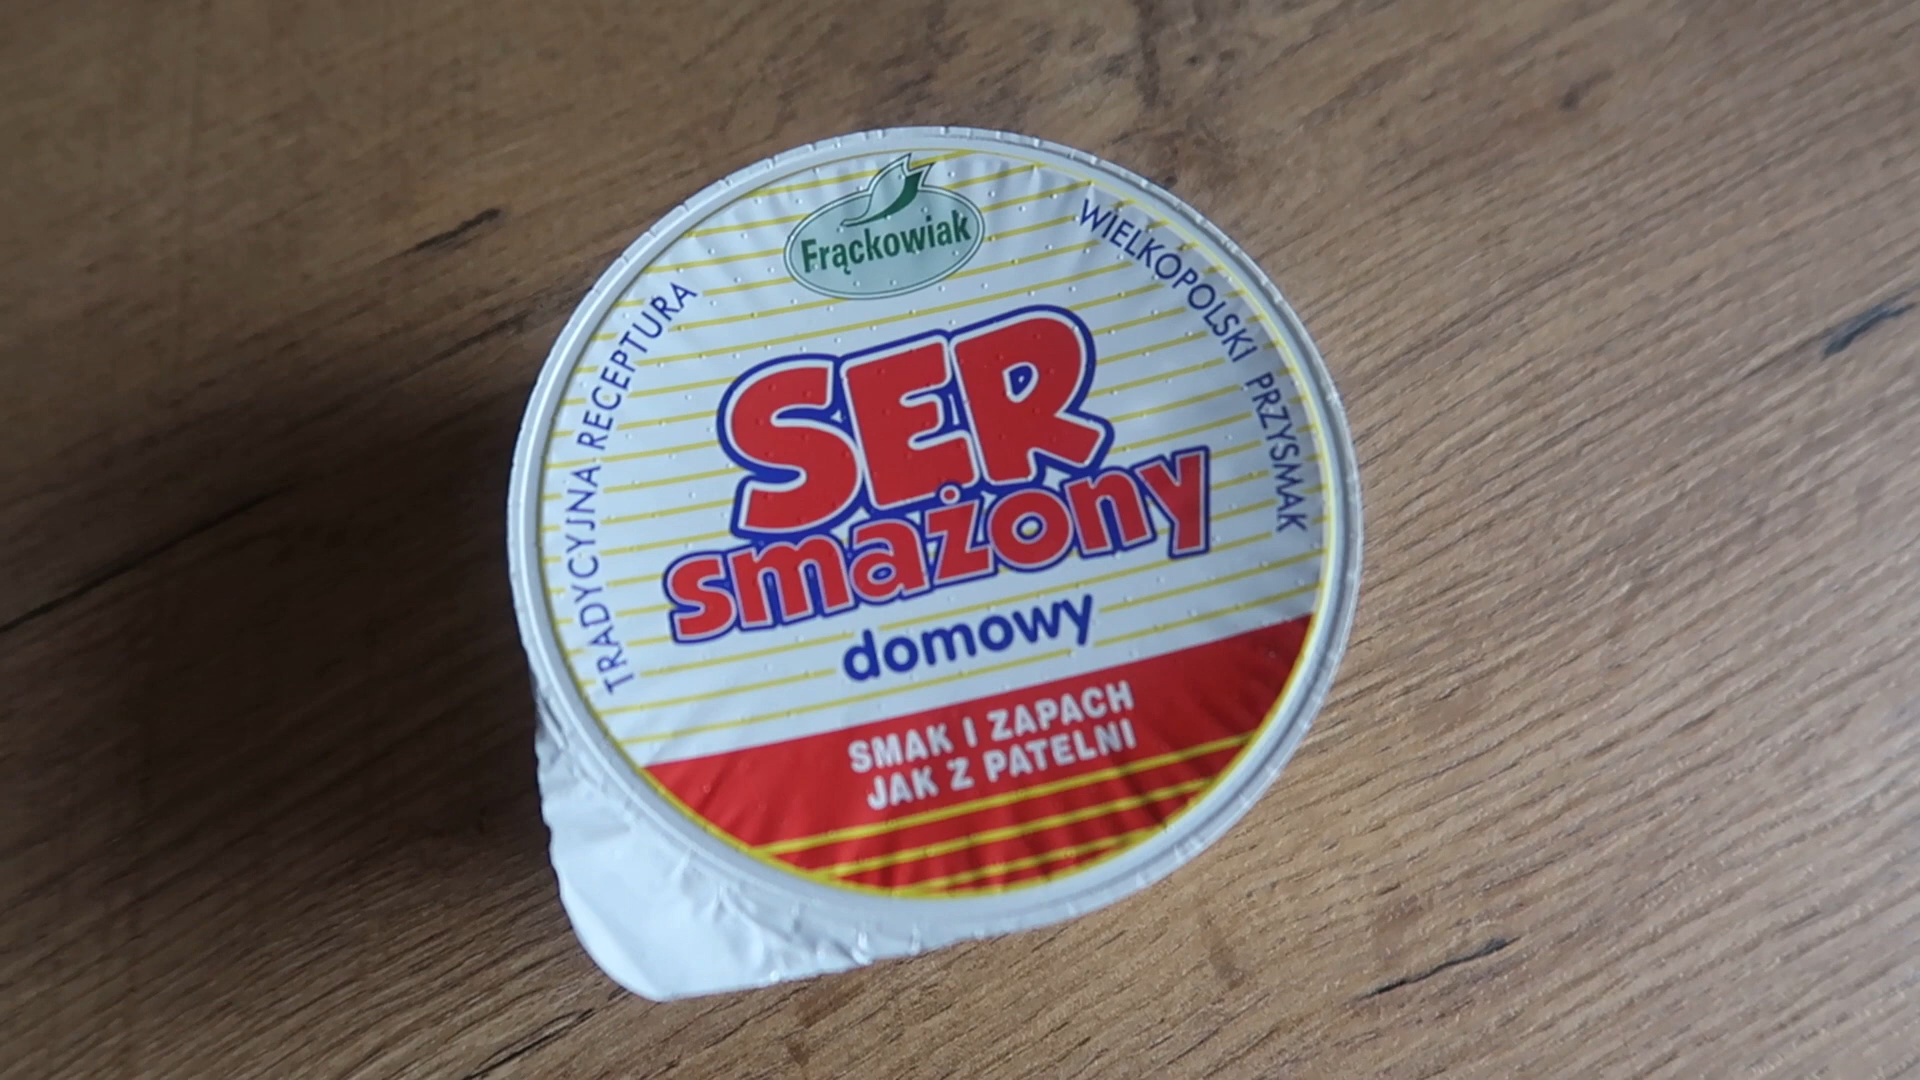 Frąckowiak
TRADYCYJNA RECEPTURA
WIELKOPOLSKI PRZYSMAK
SER
smażony
domowy
SMAK I ZAPACH
JAK Z PATELNI